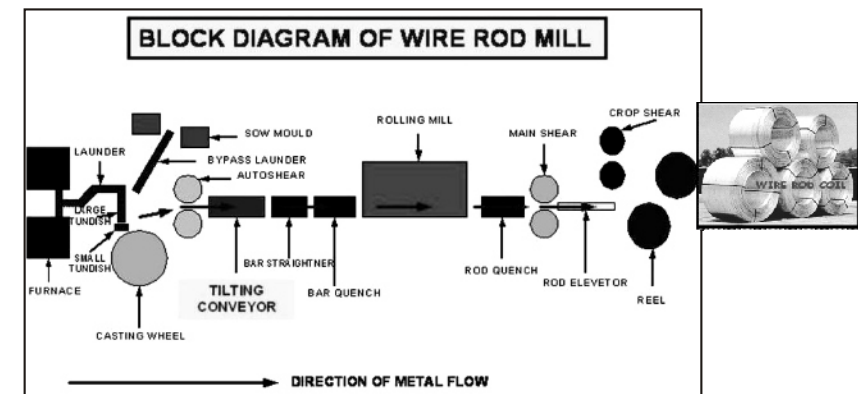 BLOCK DIAGRAM OF WIRE ROD MILL
CROP SHEAR
ROLLING MILL
MAIN SHEAR
SOW MOULD
LAUNDER
BYPASS LAUNDER
AUTOSHEAR
WIRE ROD COIL
LARGE
TUNDISH
SMALL
TUNDISH
BAR STRAIGHTNER
ROD QUENCH
ROD ELEVETOR
FURNACE
TILTING
CONVEYOR
BAR QUENCH
REEL
CASTING WHEEL
DIRECTION OF METAL FLOW